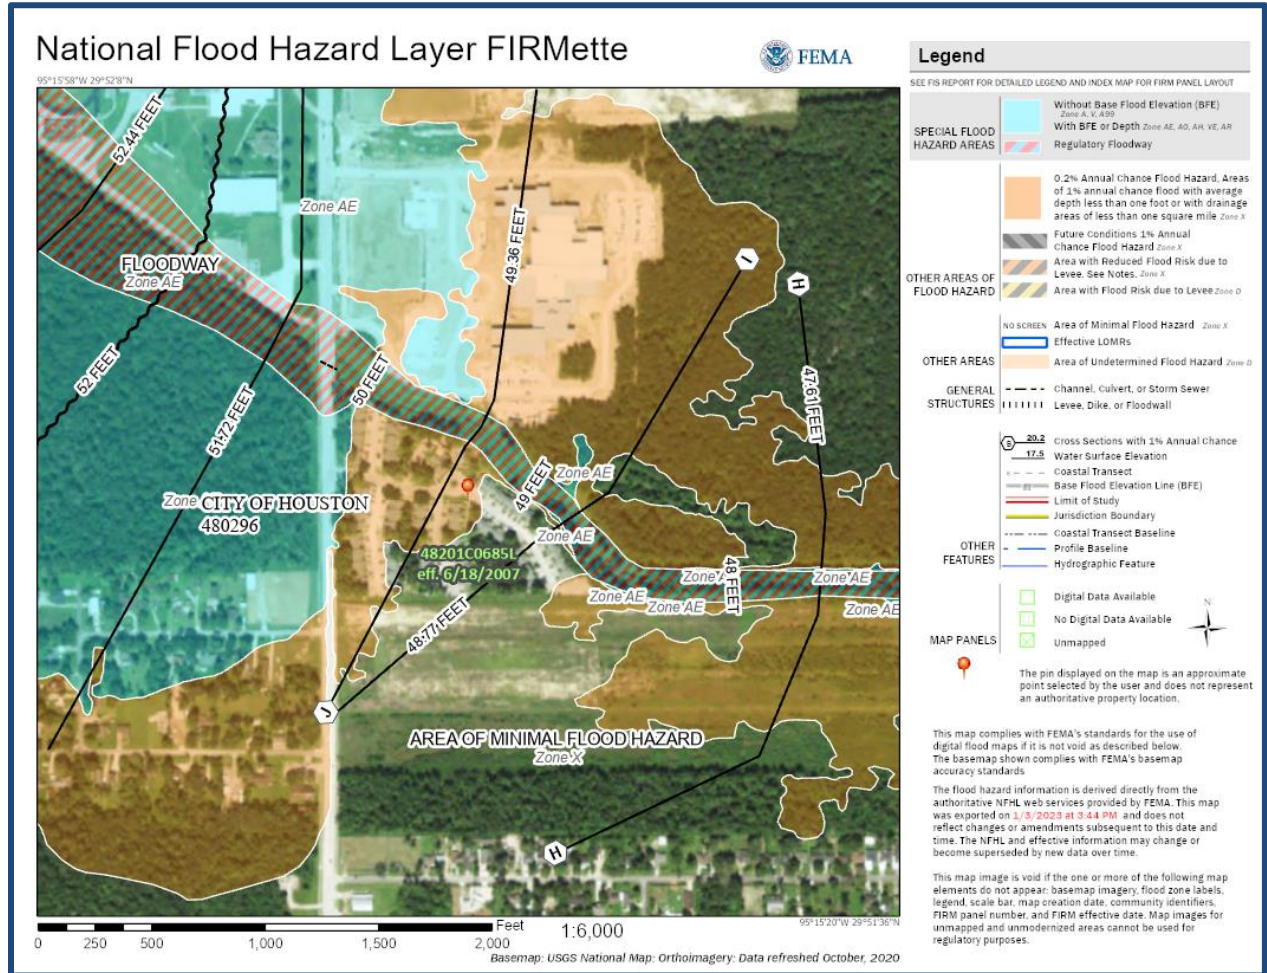 National Flood Hazard Layer FIRMette
FEMA
95°15'58"W 29°52'8"N
52.44 FEET
Zone AE
FLOODWAY
Zone AE
49.36 FEET
I
H
52 FEET
50 FEET
51.72 FEET
47.61 FEET
Zone AE
49 FEET
Zone
CITY OF HOUSTON
480296
Zone AE
48201C0685L
eff. 6/18/2007
48 FEET
Zone A
Zone AE
Zone AE
Zone AE
Zone AE
48.77 FEET
J
AREA OF MINIMAL FLOOD HAZARD
Zone X
H
Feet
1:6,000
95°15'20"W 29°51'36"N
0 250 500 1,000 1,500 2,000
Basemap: USGS National Map: Orthoimagery: Data refreshed October, 2020
Legend
SEE FIS REPORT FOR DETAILED LEGEND AND INDEX MAP FOR FIRM PANEL LAYOUT
SPECIAL FLOOD
HAZARD AREAS
Without Base Flood Elevation (BFE)
Zone A, V, A99
With BFE or Depth Zone AE, AO, AH, VE, AR
Regulatory Floodway
OTHER AREAS OF
FLOOD HAZARD
0.2% Annual Chance Flood Hazard, Areas
of 1% annual chance flood with average
depth less than one foot or with drainage
areas of less than one square mile Zone X
Future Conditions 1% Annual
Chance Flood Hazard Zone X
Area with Reduced Flood Risk due to
Levee. See Notes. Zone X
Area with Flood Risk due to Levee Zone D
OTHER AREAS
NO SCREEN Area of Minimal Flood Hazard Zone X
Effective LOMRs
Area of Undetermined Flood Hazard Zone D
GENERAL
STRUCTURES
Channel, Culvert, or Storm Sewer
Levee, Dike, or Floodwall
OTHER
FEATURES
B 20.2 Cross Sections with 1% Annual Chance
17.5 Water Surface Elevation
Coastal Transect
Base Flood Elevation Line (BFE)
Limit of Study
Jurisdiction Boundary
Coastal Transect Baseline
Profile Baseline
Hydrographic Feature
MAP PANELS
Digital Data Available
No Digital Data Available
Unmapped
N
The pin displayed on the map is an approximate
point selected by the user and does not represent
an authoritative property location.
This map complies with FEMA's standards for the use of
digital flood maps if it is not void as described below.
The basemap shown complies with FEMA's basemap
accuracy standards
The flood hazard information is derived directly from the
authoritative NFHL web services provided by FEMA. This map
was exported on 1/3/2023 at 3:44 PM and does not
reflect changes or amendments subsequent to this date and
time. The NFHL and effective information may change or
become superseded by new data over time.
This map image is void if the one or more of the following map
elements do not appear: basemap imagery, flood zone labels,
legend, scale bar, map creation date, community identifiers,
FIRM panel number, and FIRM effective date. Map images for
unmapped and unmodernized areas cannot be used for
regulatory purposes.